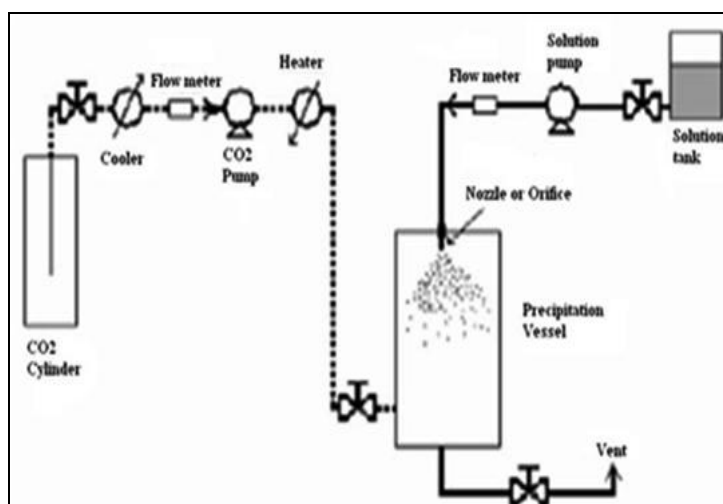 Solution
pump
Heater
Flow meter
Flow meter
Cooler
CO2
Pump
Solution
tank
Nozzle or Orifice
Precipitation
Vessel
CO2
Cylinder
Vent